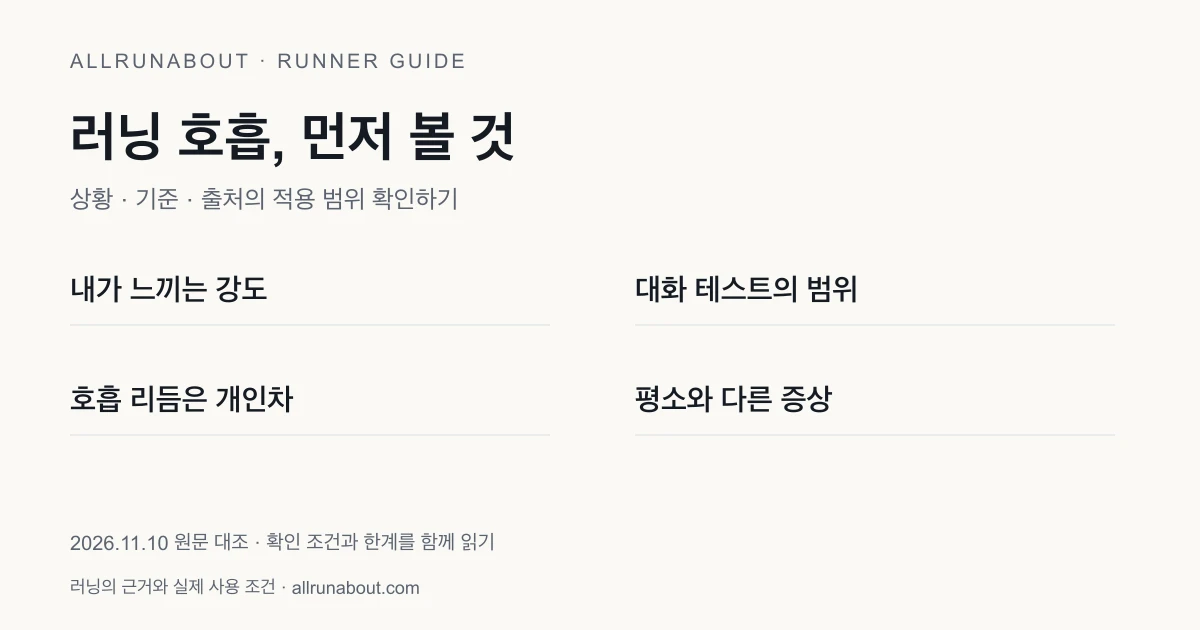 ALLRUNABOUT · RUNNER GUIDE
러닝 호흡, 먼저 볼 것
상황 · 기준 · 출처의 적용 범위 확인하기
내가 느끼는 강도
대화 테스트의 범위
호흡 리듬은 개인차
평소와 다른 증상
2026.11.10 원문 대조 · 확인 조건과 한계를 함께 읽기
러닝의 근거와 실제 사용 조건 · allrunabout.com